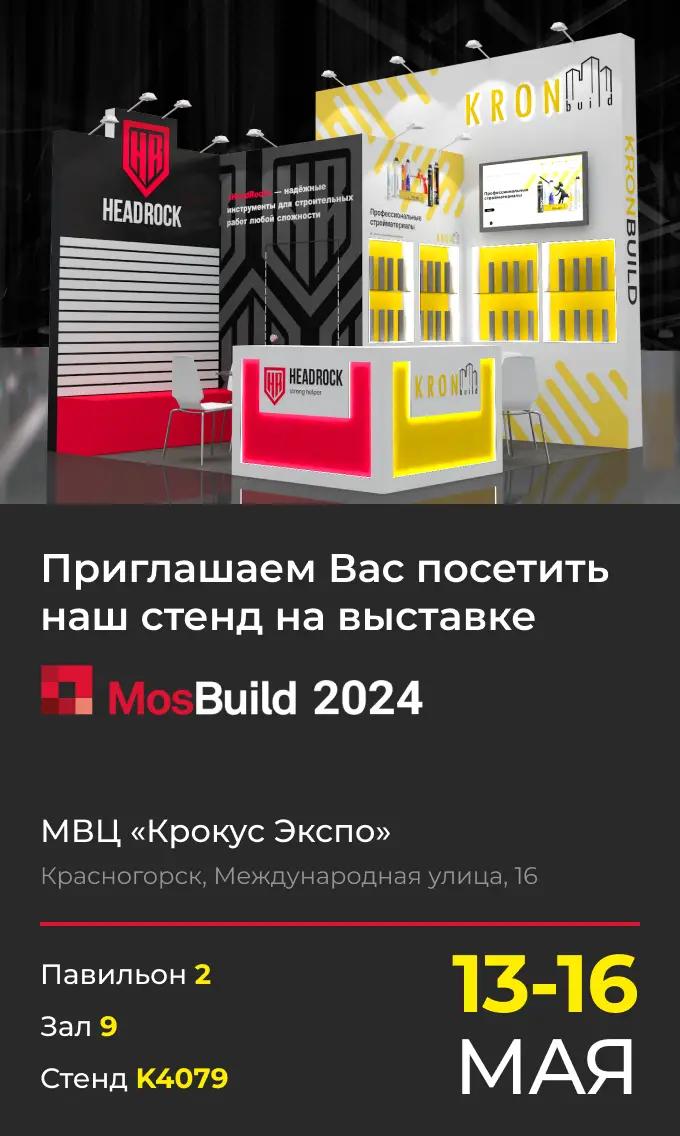 KRON
build
HEADROCK
«HeadRock» — надёжные
инструменты для строительных
работ любой сложности
Профессиональные
стройматериалы
KRON
build
Профессиональные
стройматериалы
KRONBUILD
HEADROCK
strong helper
KRON
build
Приглашаем Вас посетить
наш стенд на выставке
MosBuild 2024
МВЦ «Крокус Экспо»
Красногорск, Международная улица, 16
Павильон 2
Зал 9
Стенд K4079
13-16
МАЯ